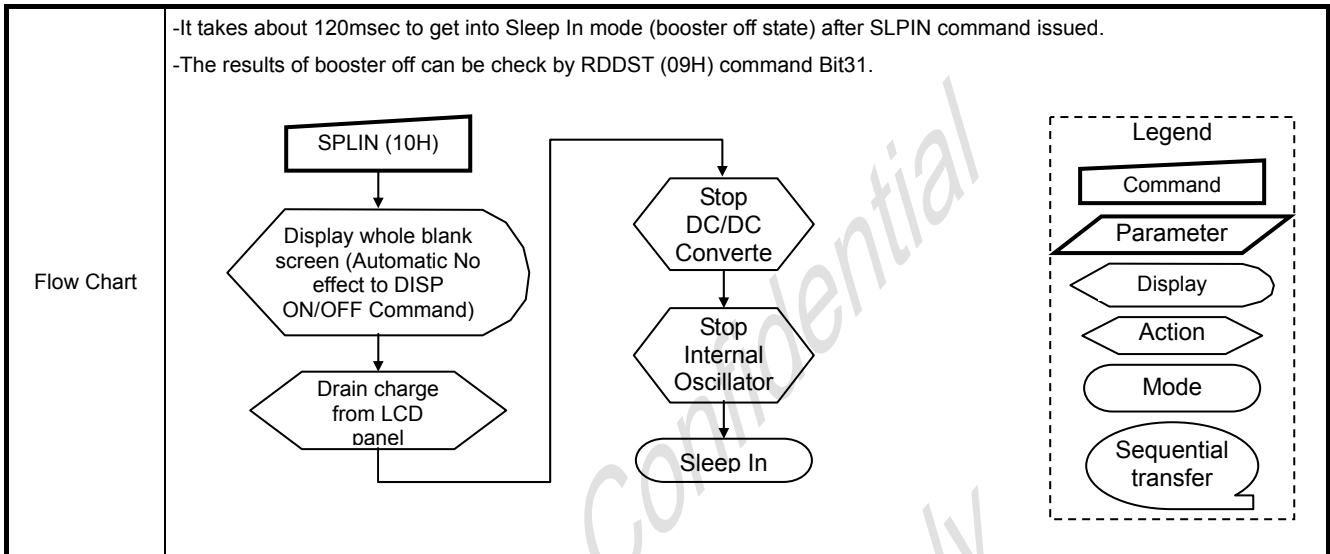 -It takes about 120msec to get into Sleep In mode (booster off state) after SLPIN command issued.
-The results of booster off can be check by RDDST (09H) command Bit31.
Flow Chart
SPLIN (10H)
Display whole blank
screen (Automatic No
effect to DISP
ON/OFF Command)
Drain charge
from LCD
panel
Stop
DC/DC
Converte
Stop
Internal
Oscillator
Sleep In
Legend
Command
Parameter
Display
Action
Mode
Sequential
transfer
Confidential